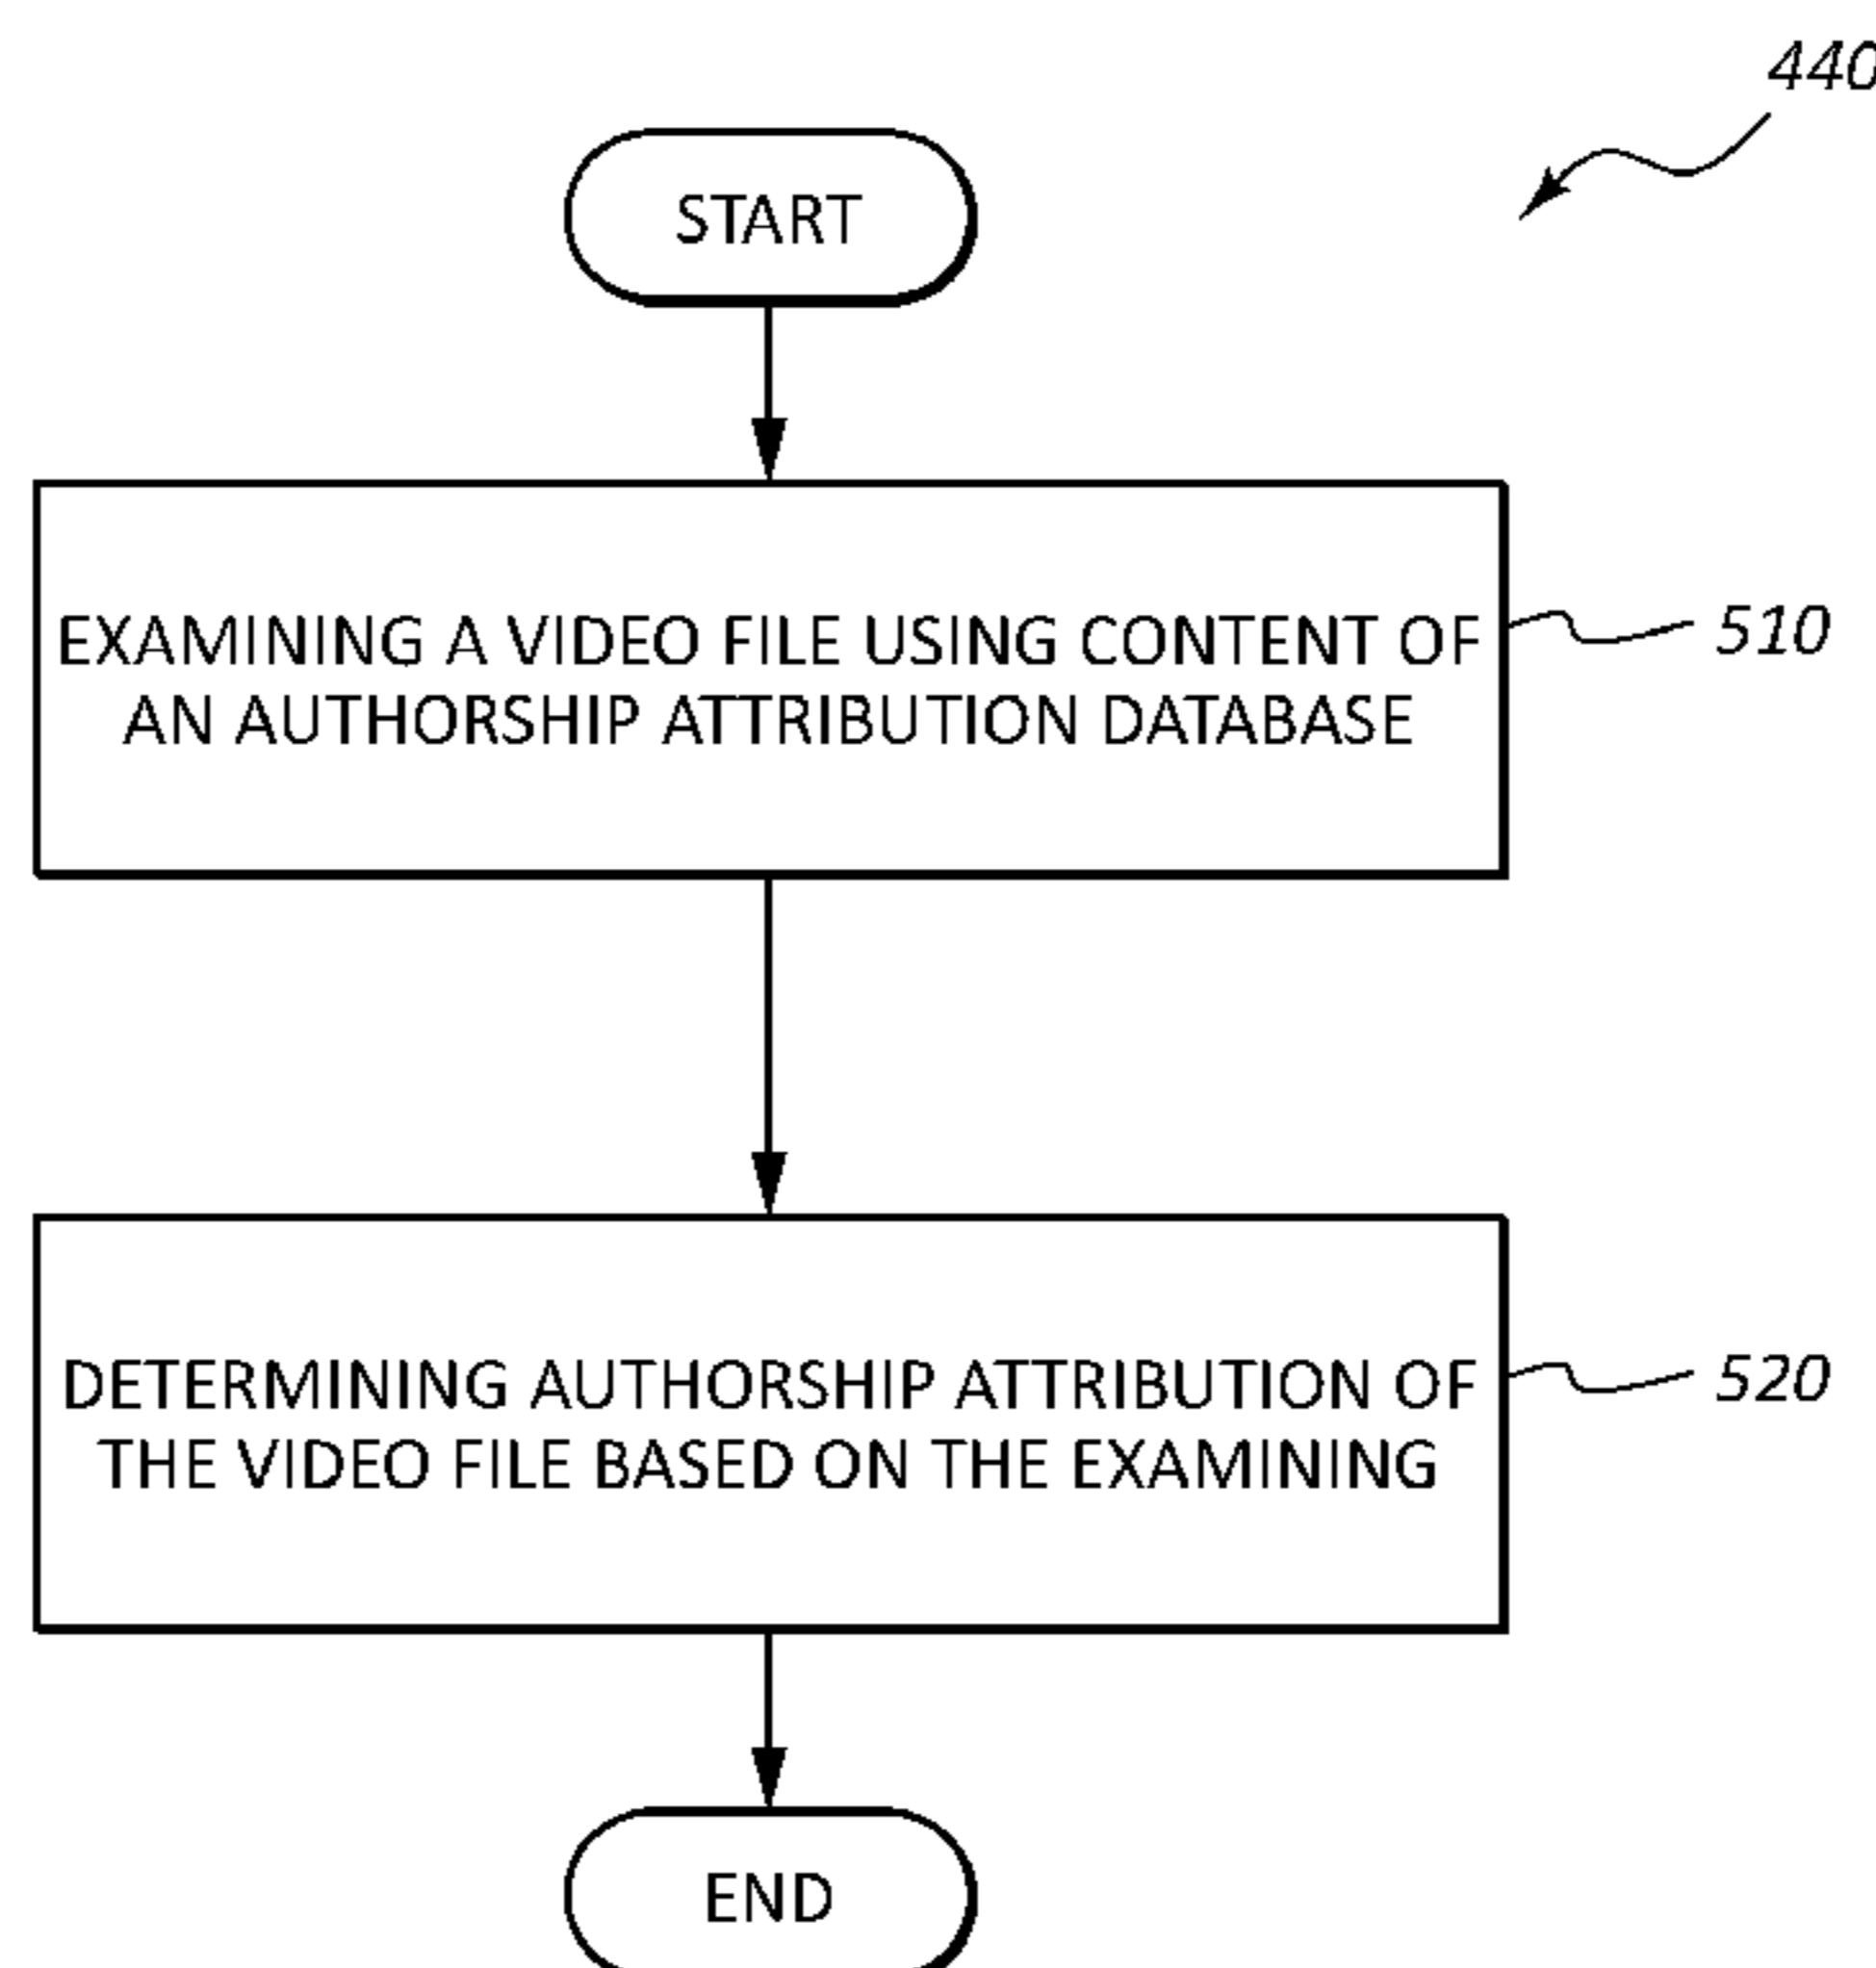 440
START
EXAMINING A VIDEO FILE USING CONTENT OF
AN AUTHORSHIP ATTRIBUTION DATABASE
510
DETERMINING AUTHORSHIP ATTRIBUTION OF
THE VIDEO FILE BASED ON THE EXAMINING
520
END